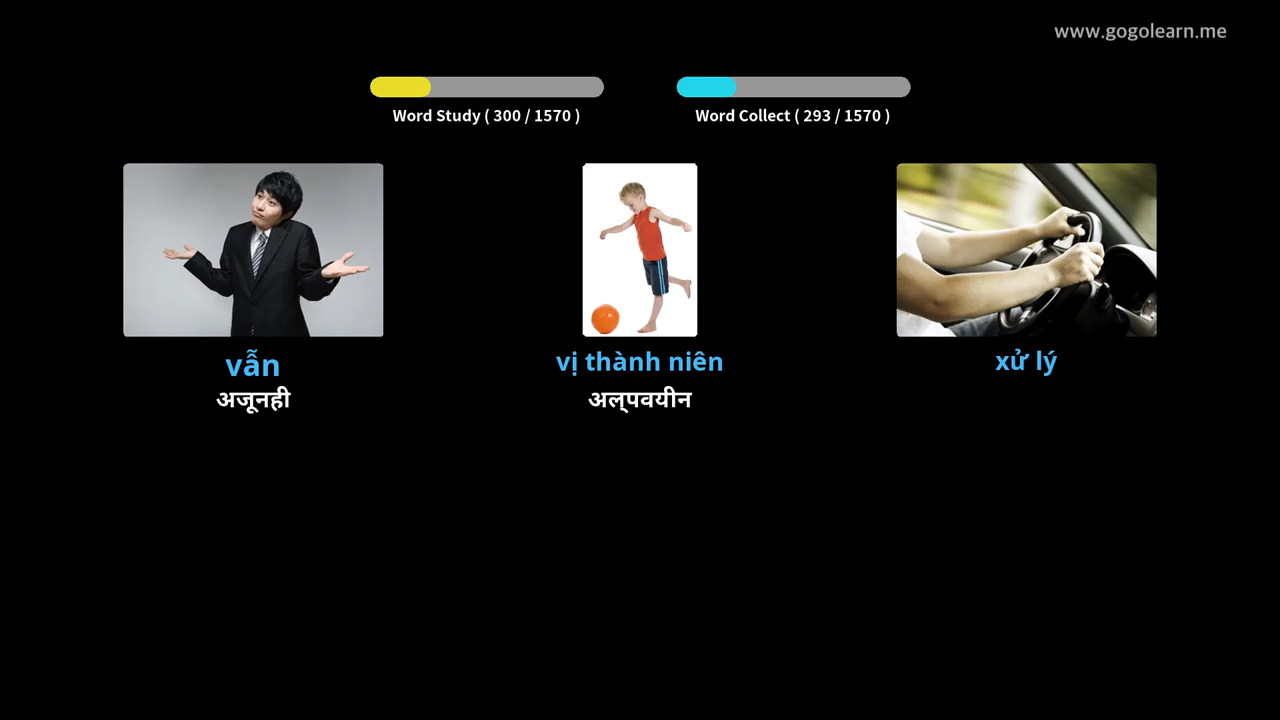 www.gogolearn.me
Word Study ( 300 / 1570 )
Word Collect ( 293 / 1570 )
vẫn
vị thành niên
xử lý
अजूनही
अल्पवयीन